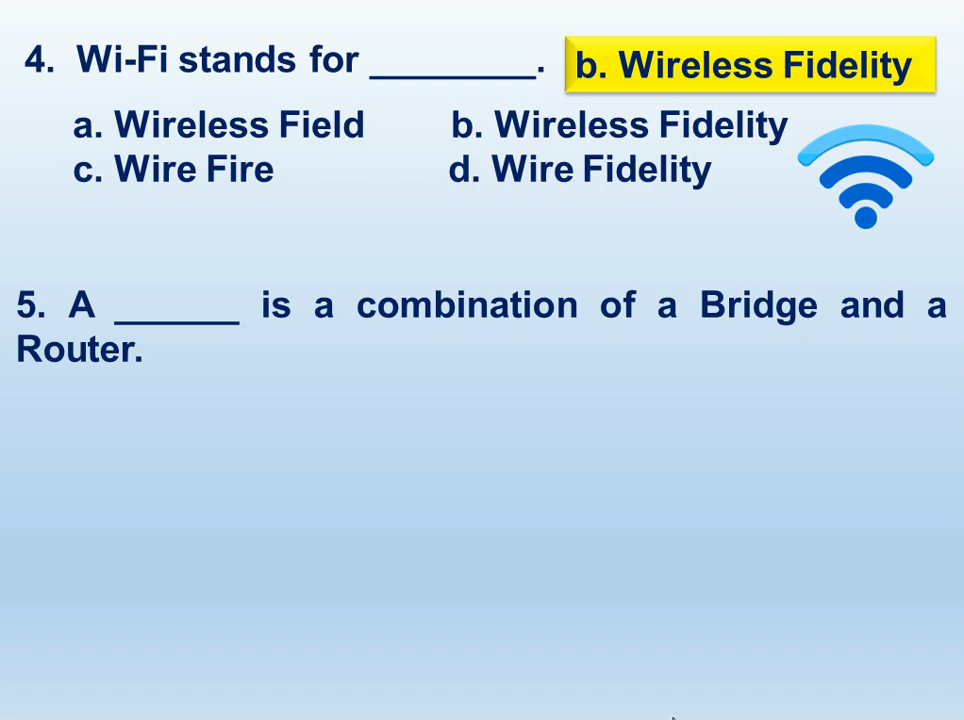 4. Wi-Fi stands for ________. b. Wireless Fidelity
a. Wireless Field b. Wireless Fidelity
c. Wire Fire d. Wire Fidelity
5. A ______ is a combination of a Bridge and a
Router.